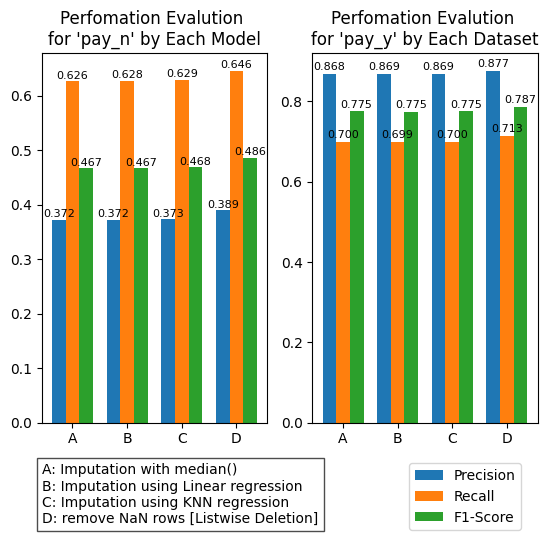 Perfomation Evalution
for 'pay_n' by Each Model
0.6
0.5
0.4
0.3
0.2
0.1
0.0
0.372
0.626
0.467
0.372
0.628
0.467
0.373
0.629
0.468
0.389
0.646
0.486
A
B
C
D
Perfomation Evalution
for 'pay_y' by Each Dataset
0.8
0.6
0.4
0.2
0.0
0.868
0.700
0.775
0.869
0.699
0.775
0.869
0.700
0.775
0.877
0.713
0.787
A
B
C
D
A: Imputation with median()
B: Imputation using Linear regression
C: Imputation using KNN regression
D: remove NaN rows [Listwise Deletion]
Precision
Recall
F1-Score